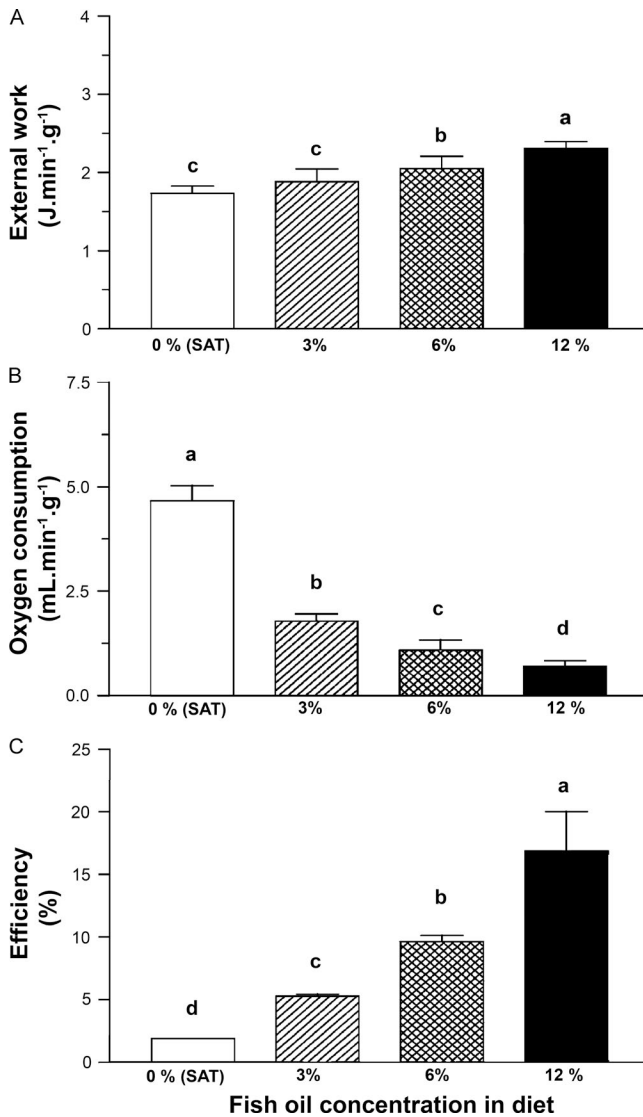 A
External work
(J.min⁻¹.g⁻¹)
4
3
2
1
0
c
c
b
a
0 % (SAT)
3%
6%
12 %
B
Oxygen consumption
(mL.min⁻¹.g⁻¹)
7.5
5.0
2.5
0.0
a
b
c
d
0 % (SAT)
3%
6%
12 %
C
Efficiency
(%)
25
20
15
10
5
0
d
c
b
a
0 % (SAT)
3%
6%
12 %
Fish oil concentration in diet